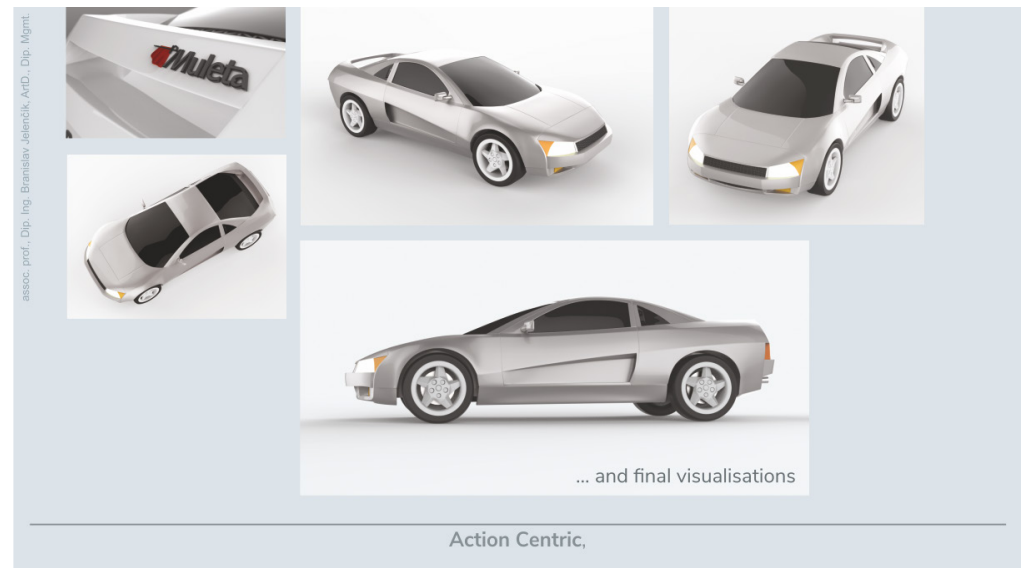 assoc. prof., Dip. Ing. Branislav Jelenčík, ArtD., Dip. Mgmt.
Muleta
... and final visualisations
Action Centric,